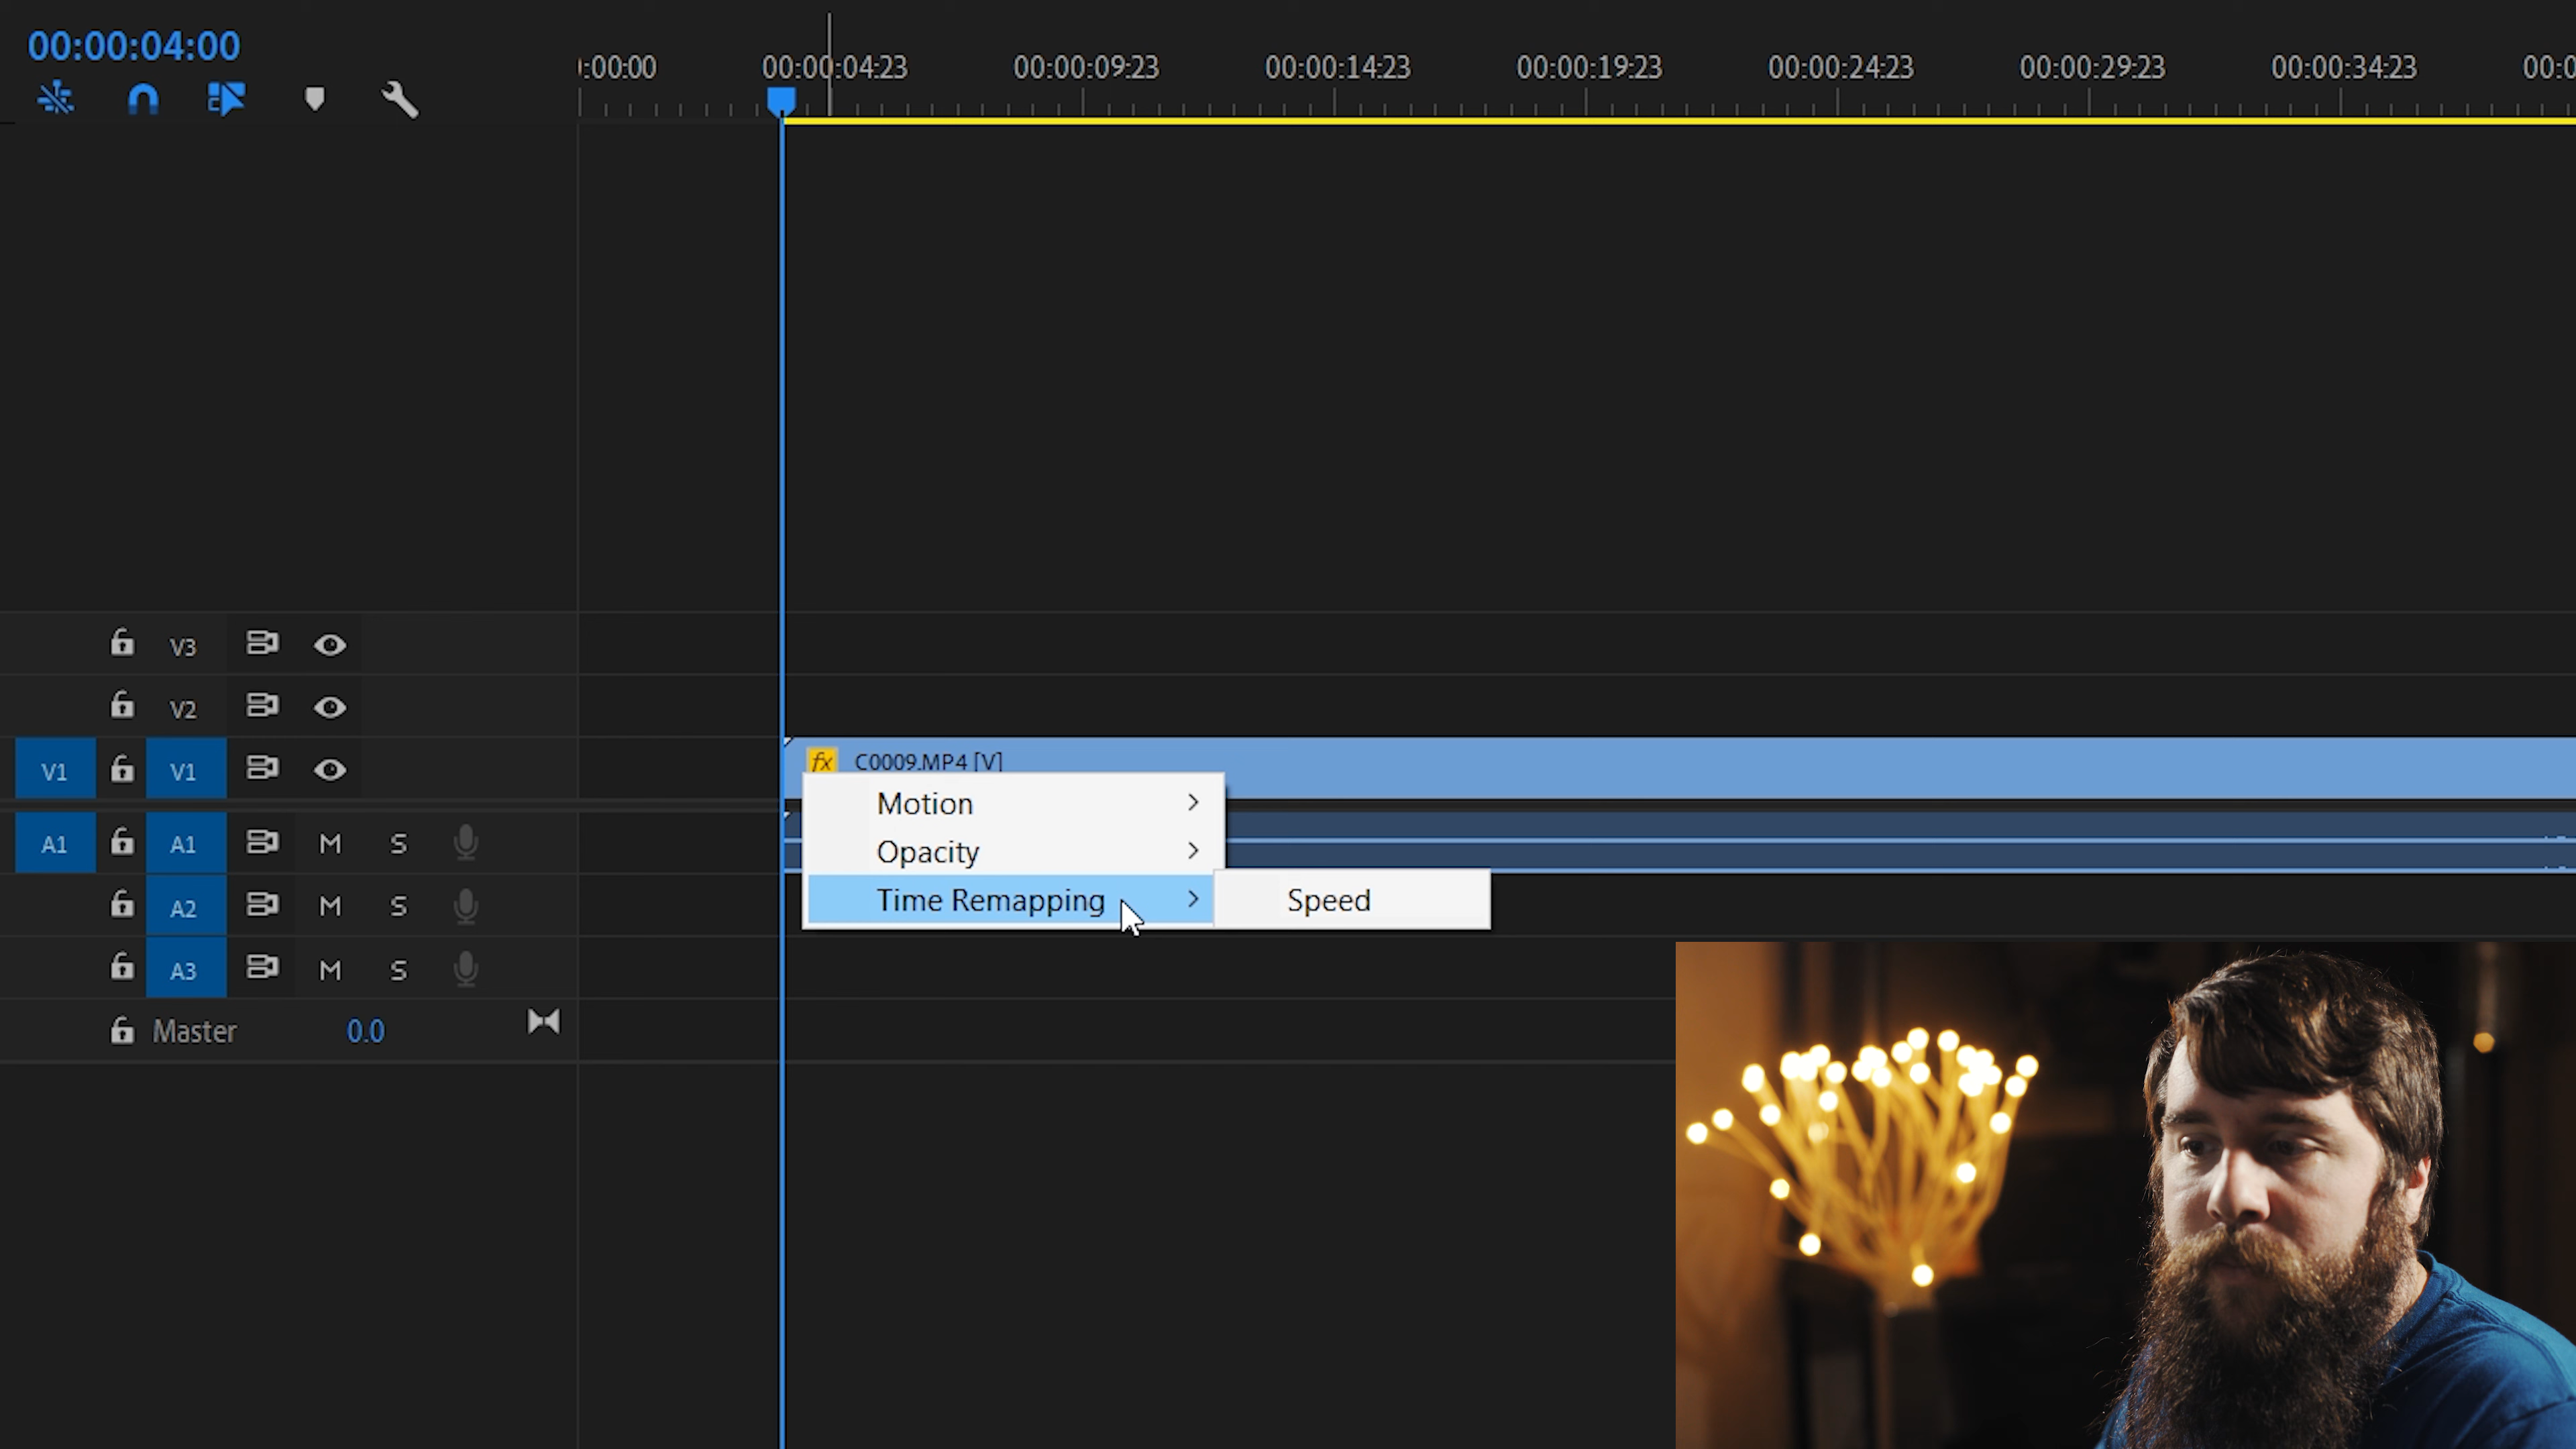 00:00:04:00
:00:00 00:00:04:23 00:00:09:23 00:00:14:23 00:00:19:23 00:00:24:23 00:00:29:23 00:00:34:23 00:0
V3
V2
V1 V1
fx C0009.MP4 [V]
Motion
A1 A1 M S
Opacity
Time Remapping Speed
A2 M S
A3 M S
Master 0.0